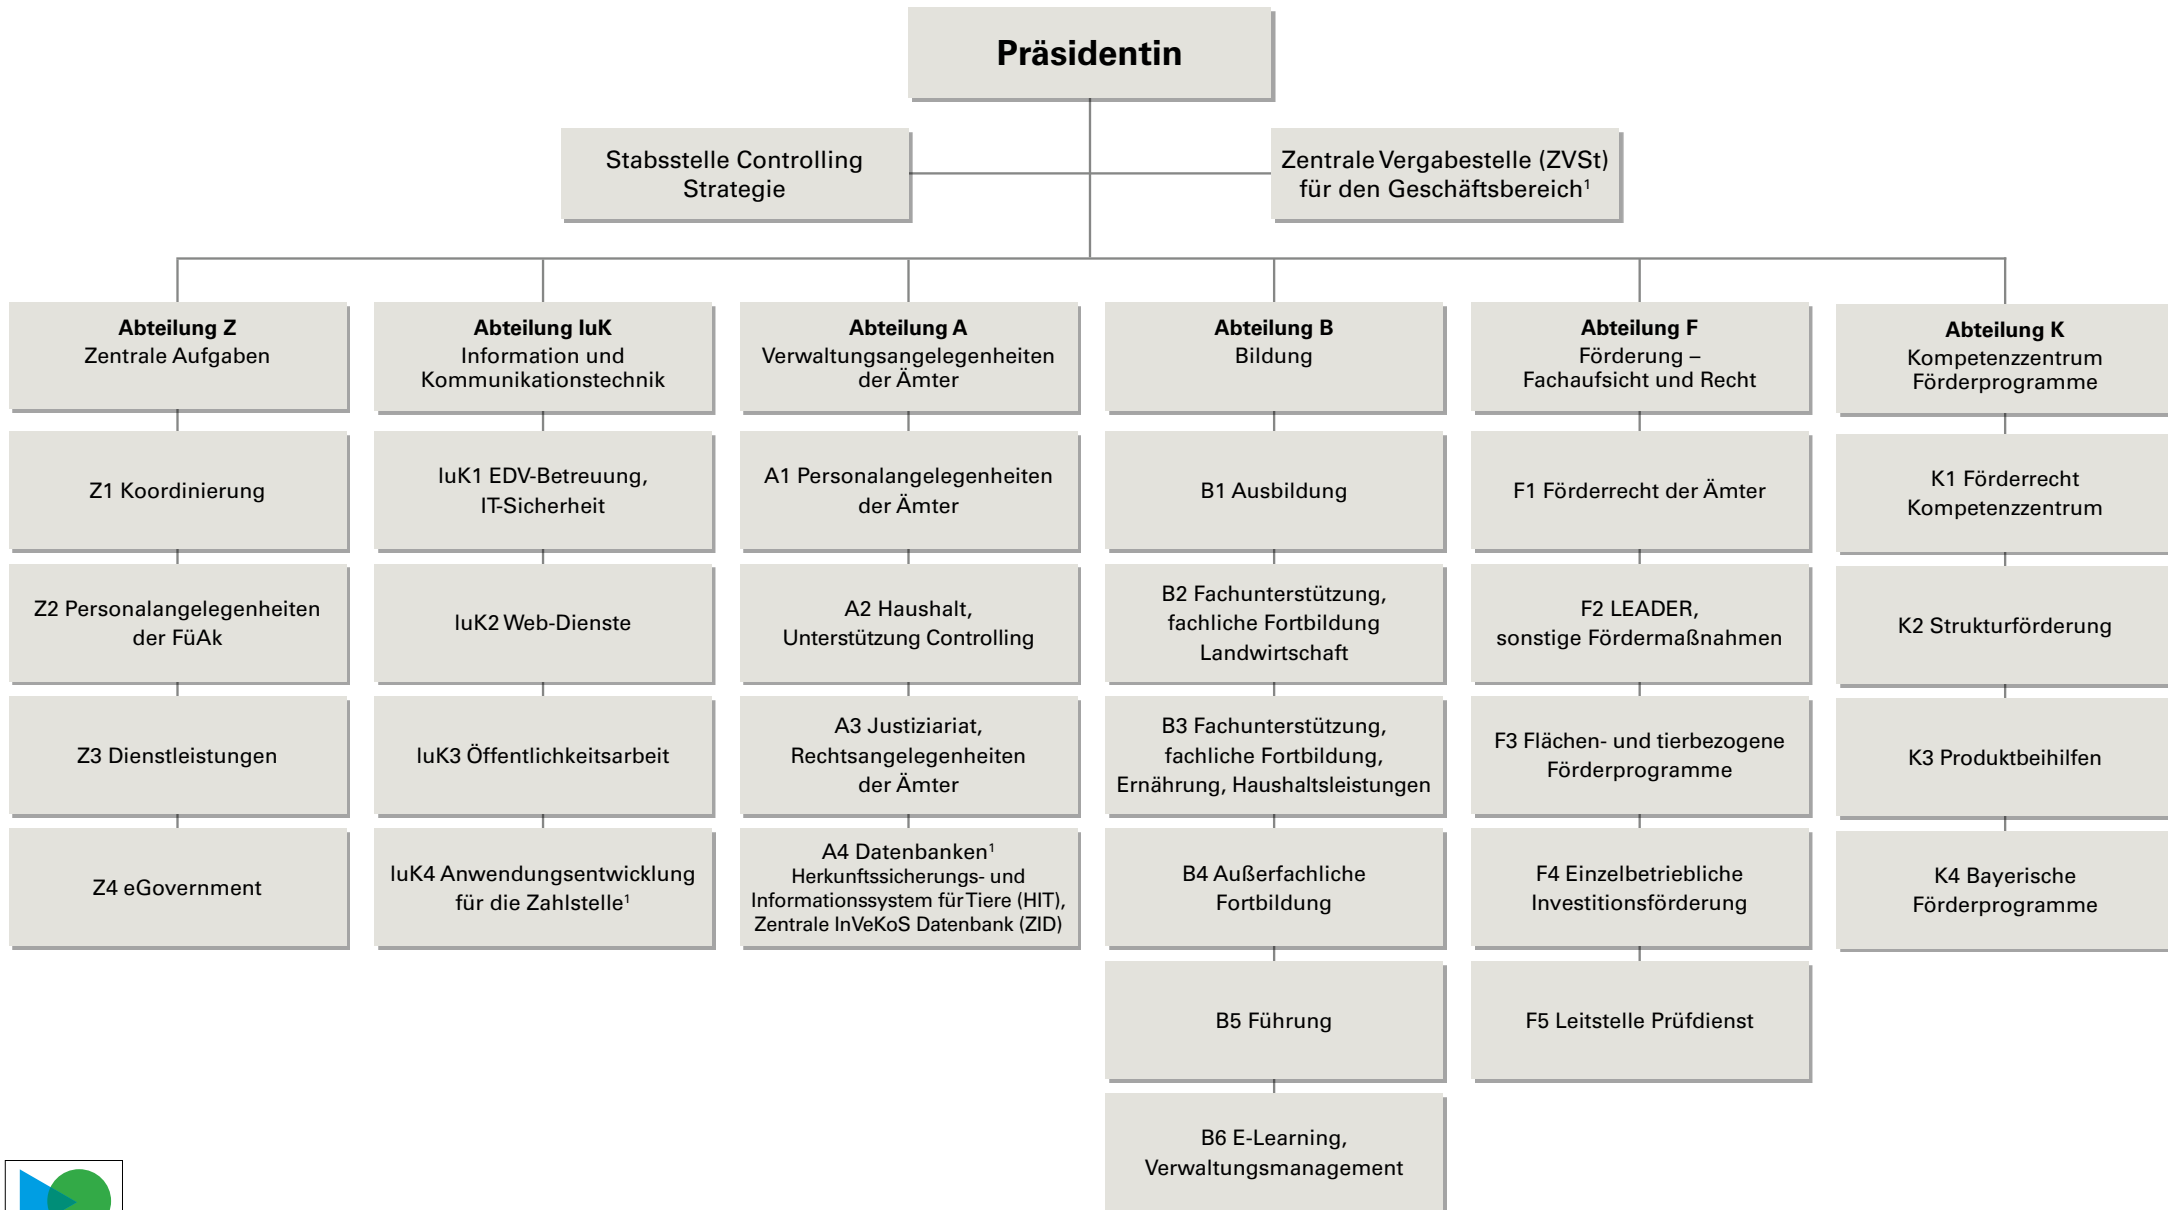 Präsidentin
Stabsstelle Controlling
Strategie
Zentrale Vergabestelle (ZVSt)
für den Geschäftsbereich¹
Abteilung Z
Zentrale Aufgaben
Z1 Koordinierung
Z2 Personalangelegenheiten
der FüAk
Z3 Dienstleistungen
Z4 eGovernment
Abteilung IuK
Information und
Kommunikationstechnik
IuK1 EDV-Betreuung,
IT-Sicherheit
IuK2 Web-Dienste
IuK3 Öffentlichkeitsarbeit
IuK4 Anwendungsentwicklung
für die Zahlstelle¹
Abteilung A
Verwaltungsangelegenheiten
der Ämter
A1 Personalangelegenheiten
der Ämter
A2 Haushalt,
Unterstützung Controlling
A3 Justiziariat,
Rechtsangelegenheiten
der Ämter
A4 Datenbanken¹
Herkunftssicherungs- und
Informationssystem für Tiere (HIT),
Zentrale InVeKoS Datenbank (ZID)
Abteilung B
Bildung
B1 Ausbildung
B2 Fachunterstützung,
fachliche Fortbildung
Landwirtschaft
B3 Fachunterstützung,
fachliche Fortbildung,
Ernährung, Haushaltsleistungen
B4 Außerfachliche
Fortbildung
B5 Führung
B6 E-Learning,
Verwaltungsmanagement
Abteilung F
Förderung –
Fachaufsicht und Recht
F1 Förderrecht der Ämter
F2 LEADER,
sonstige Fördermaßnahmen
F3 Flächen- und tierbezogene
Förderprogramme
F4 Einzelbetriebliche
Investitionsförderung
F5 Leitstelle Prüfdienst
Abteilung K
Kompetenzzentrum
Förderprogramme
K1 Förderrecht
Kompetenzzentrum
K2 Strukturförderung
K3 Produktbeihilfen
K4 Bayerische
Förderprogramme